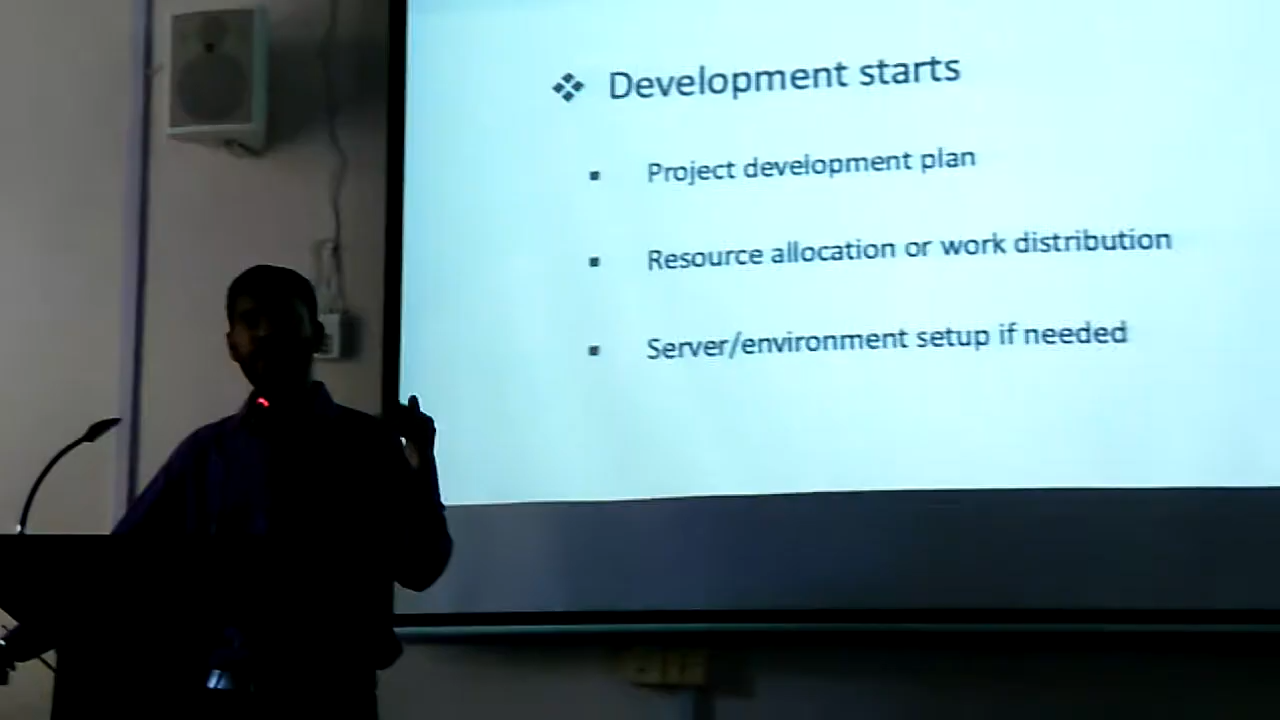 Development starts
Project development plan
Resource allocation or work distribution
Server/environment setup if needed